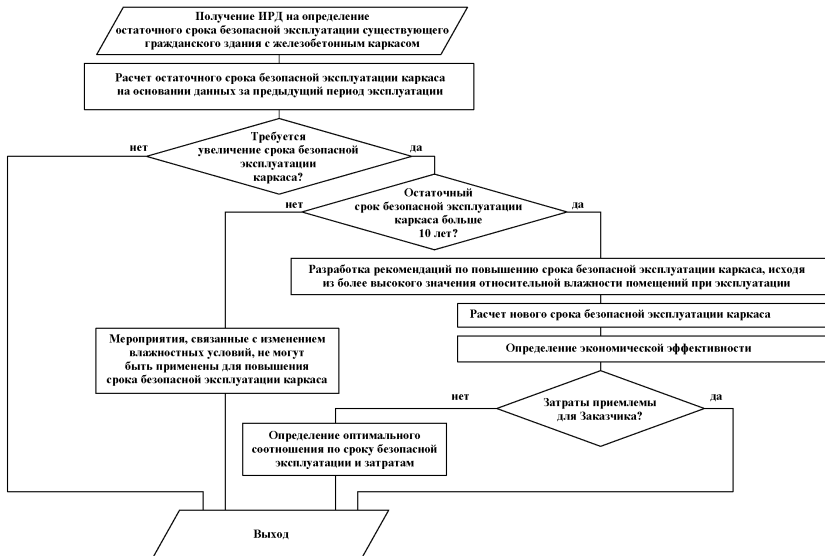 Получение ИРД на определение
остаточного срока безопасной эксплуатации существующего
гражданского здания с железобетонным каркасом
Расчет остаточного срока безопасной эксплуатации каркаса
на основании данных за предыдущий период эксплуатации
нет
Требуется
увеличение срока безопасной
эксплуатации
каркаса?
да
нет
Остаточный
срок безопасной эксплуатации
каркаса больше
10 лет?
да
Разработка рекомендаций по повышению срока безопасной эксплуатации каркаса, исходя
из более высокого значения относительной влажности помещений при эксплуатации
Расчет нового срока безопасной эксплуатации каркаса
Мероприятия, связанные с изменением
влажностных условий, не могут
быть применены для повышения
срока безопасной эксплуатации каркаса
Определение экономической эффективности
нет
Затраты приемлемы
для Заказчика?
да
Определение оптимального
соотношения по сроку безопасной
эксплуатации и затратам
Выход